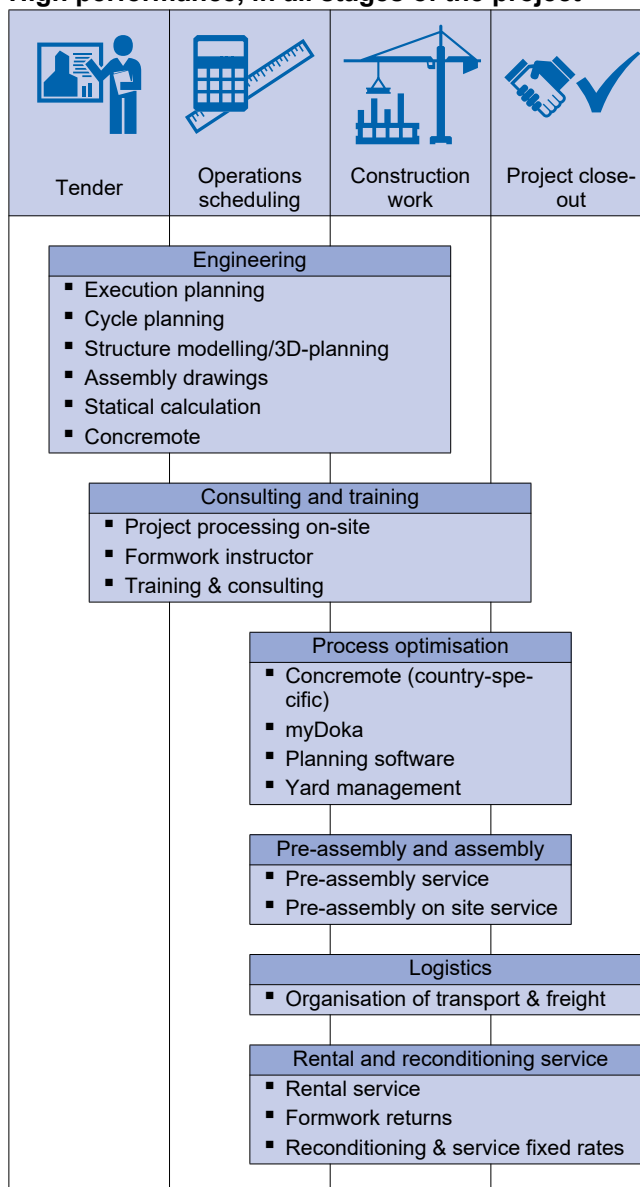 High performance, in all stages of the project
Tender
Operations
scheduling
Construction
work
Project close-
out
Engineering
▪ Execution planning
▪ Cycle planning
▪ Structure modelling/3D-planning
▪ Assembly drawings
▪ Statical calculation
▪ Concremote
Consulting and training
▪ Project processing on-site
▪ Formwork instructor
▪ Training & consulting
Process optimisation
▪ Concremote (country-spe-
cific)
▪ myDoka
▪ Planning software
▪ Yard management
Pre-assembly and assembly
▪ Pre-assembly service
▪ Pre-assembly on site service
Logistics
▪ Organisation of transport & freight
Rental and reconditioning service
▪ Rental service
▪ Formwork returns
▪ Reconditioning & service fixed rates